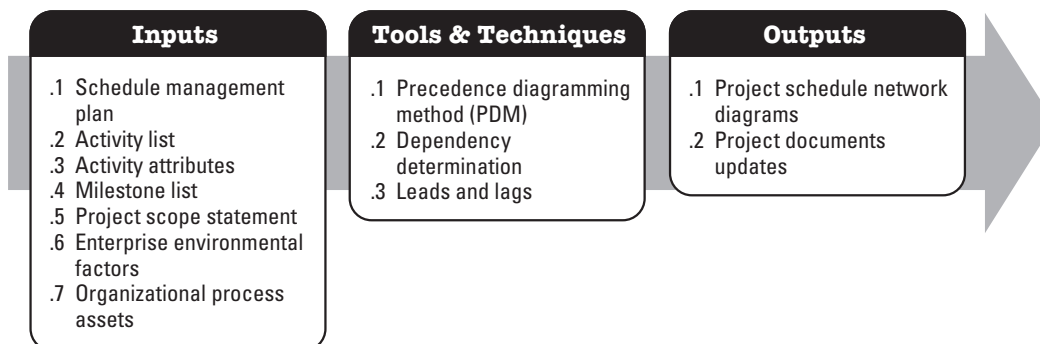 Inputs
.1 Schedule management
plan
.2 Activity list
.3 Activity attributes
.4 Milestone list
.5 Project scope statement
.6 Enterprise environmental
factors
.7 Organizational process
assets
Tools & Techniques
.1 Precedence diagramming
method (PDM)
.2 Dependency
determination
.3 Leads and lags
Outputs
.1 Project schedule network
diagrams
.2 Project documents
updates